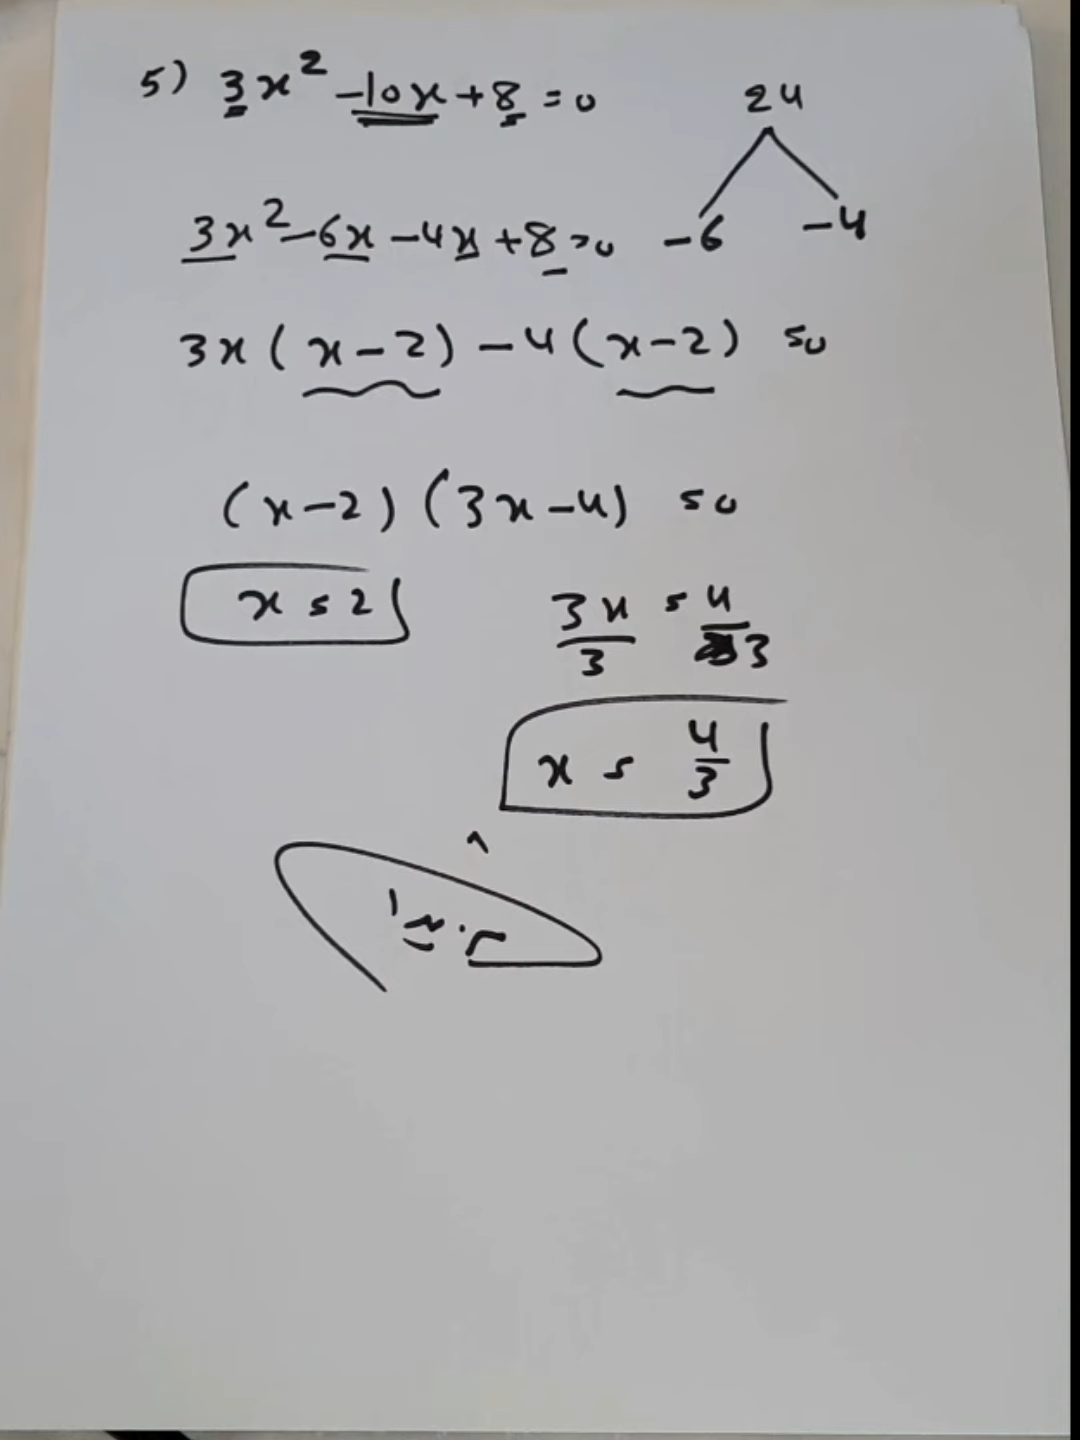 5) 3x² -10x + 8 = 0
24
-6 -4
3x² - 6x - 4x + 8 = 0
3x ( x - 2 ) - 4 ( x - 2 ) = 0
( x - 2 ) ( 3x - 4 ) = 0
x = 2
3x/3 = 4/3
x = 4/3